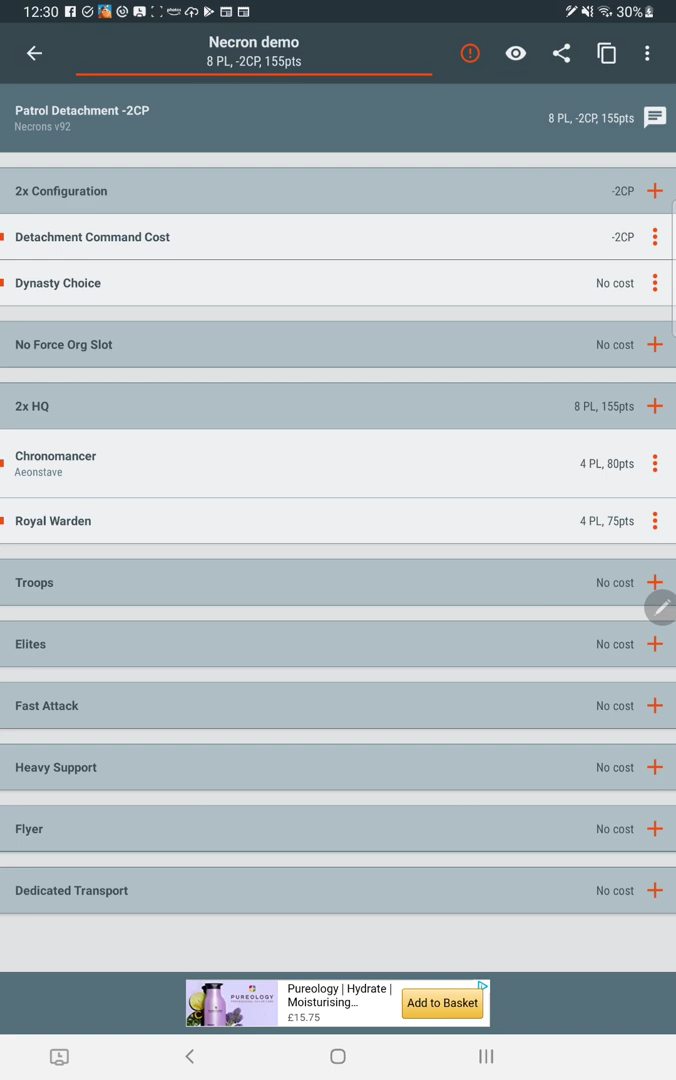 12:30
30%
Necron demo
8 PL, -2CP, 155pts
Patrol Detachment -2CP
Necrons v92
8 PL, -2CP, 155pts
2x Configuration
-2CP
Detachment Command Cost
-2CP
Dynasty Choice
No cost
No Force Org Slot
No cost
2x HQ
8 PL, 155pts
Chronomancer
Aeonstave
4 PL, 80pts
Royal Warden
4 PL, 75pts
Troops
No cost
Elites
No cost
Fast Attack
No cost
Heavy Support
No cost
Flyer
No cost
Dedicated Transport
No cost
PUREOLOGY
Pureology | Hydrate |
Moisturising...
£15.75
Add to Basket